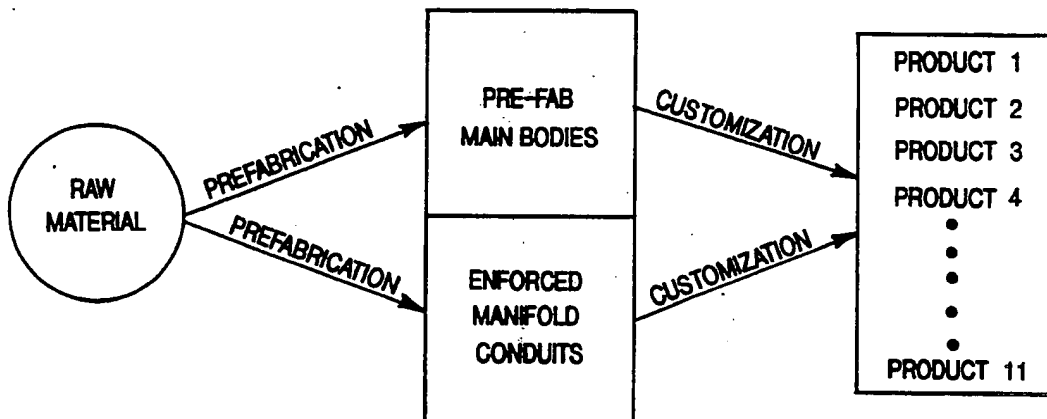 RAW
MATERIAL
PREFABRICATION
PREFABRICATION
PRE-FAB
MAIN BODIES
ENFORCED
MANIFOLD
CONDUITS
CUSTOMIZATION
CUSTOMIZATION
PRODUCT 1
PRODUCT 2
PRODUCT 3
PRODUCT 4
PRODUCT 11